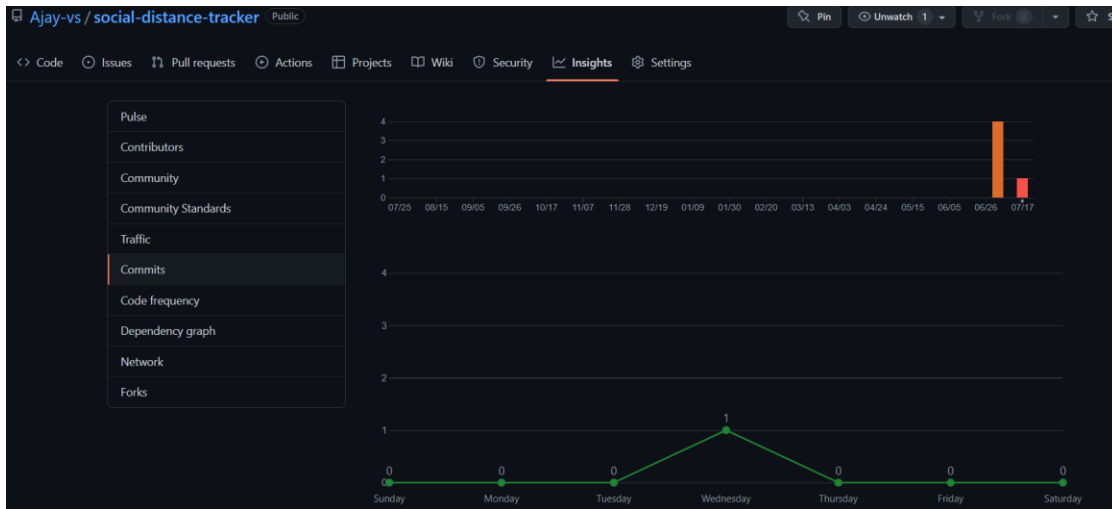 Ajay-vs / social-distance-tracker Public Pin Unwatch 1 Fork 0
Code Issues Pull requests Actions Projects Wiki Security Insights Settings
Pulse
Contributors
Community
Community Standards
Traffic
Commits
Code frequency
Dependency graph
Network
Forks
4
3
2
1
0
07/25 08/15 09/05 09/26 10/17 11/07 11/28 12/19 01/09 01/30 02/20 03/13 04/03 04/24 05/15 06/05 06/26 07/17
4
3
2
1
0
0 0 0 1 0 0 0
Sunday Monday Tuesday Wednesday Thursday Friday Saturday